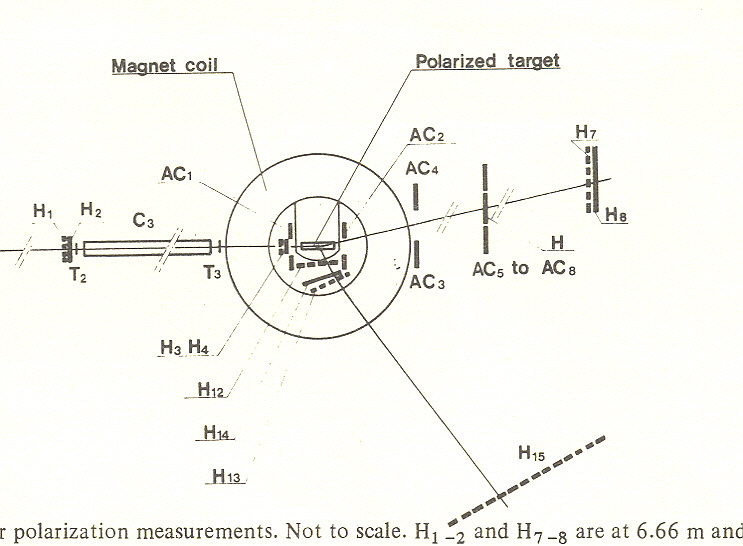 Magnet coil
Polarized target
H7
AC2
AC1
AC4
H1 H2
C3
H8
H
T2
T3
AC3
AC5 to AC8
H3 H4
H12
H14
H15
H13
r polarization measurements. Not to scale. H1-2 and H7-8 are at 6.66 m and